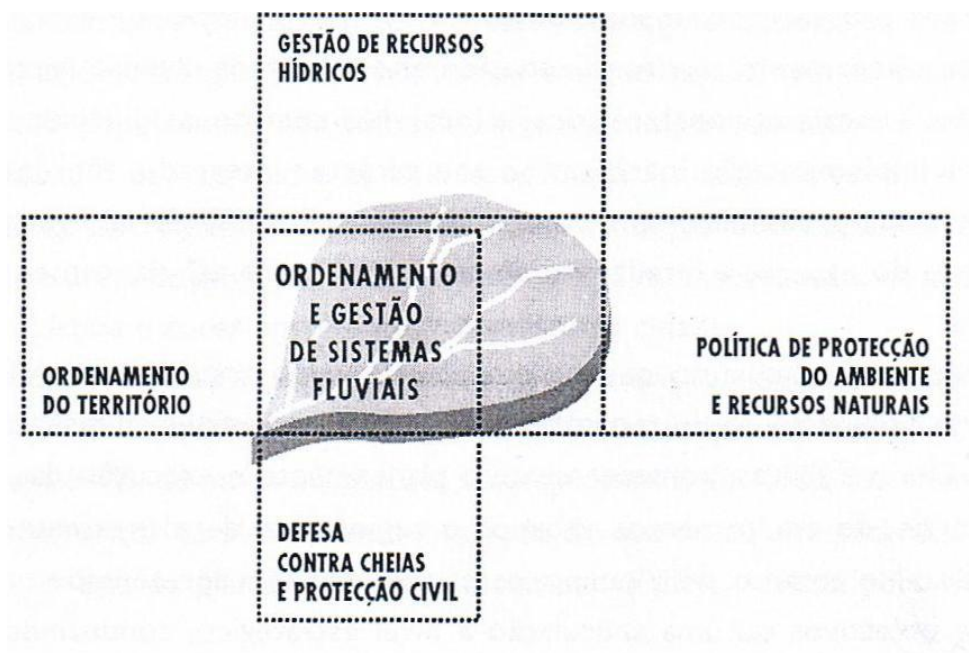 GESTÃO DE RECURSOS
HÍDRICOS
ORDENAMENTO
E GESTÃO
DE SISTEMAS
FLUVIAIS
ORDENAMENTO
DO TERRITÓRIO
POLÍTICA DE PROTECÇÃO
DO AMBIENTE
E RECURSOS NATURAIS
DEFESA
CONTRA CHEIAS
E PROTECÇÃO CIVIL